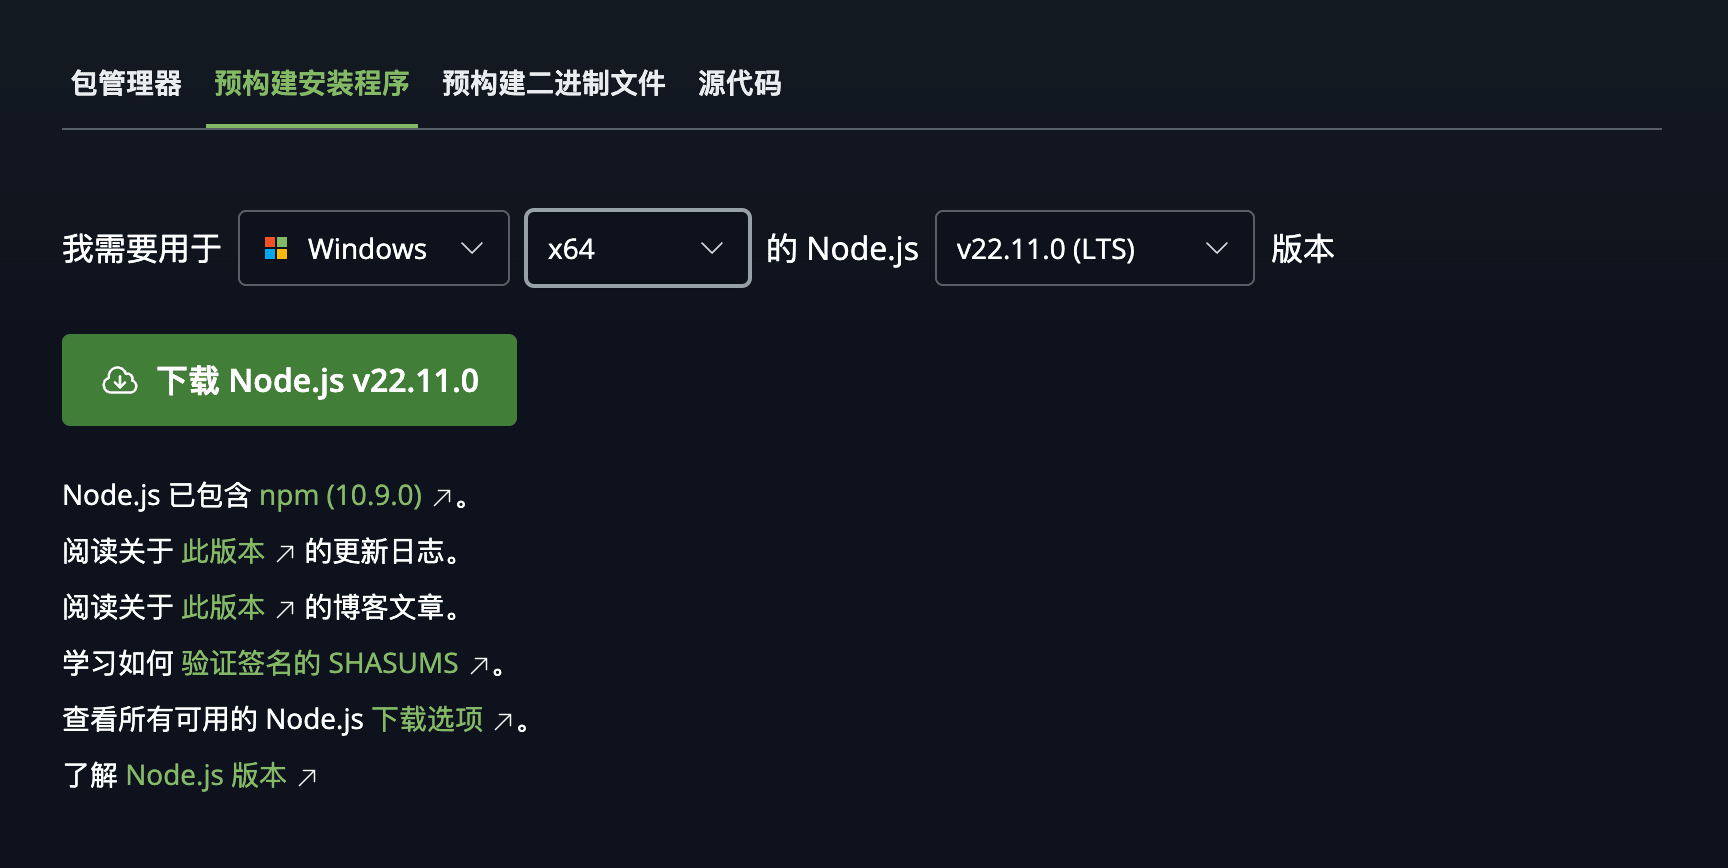 包管理器 预构建安装程序 预构建二进制文件 源代码
我需要用于 Windows x64 的 Node.js v22.11.0 (LTS) 版本
下载 Node.js v22.11.0
Node.js 已包含 npm (10.9.0) ↗。
阅读关于 此版本 ↗ 的更新日志。
阅读关于 此版本 ↗ 的博客文章。
学习如何 验证签名的 SHASUMS ↗。
查看所有可用的 Node.js 下载选项 ↗。
了解 Node.js 版本 ↗